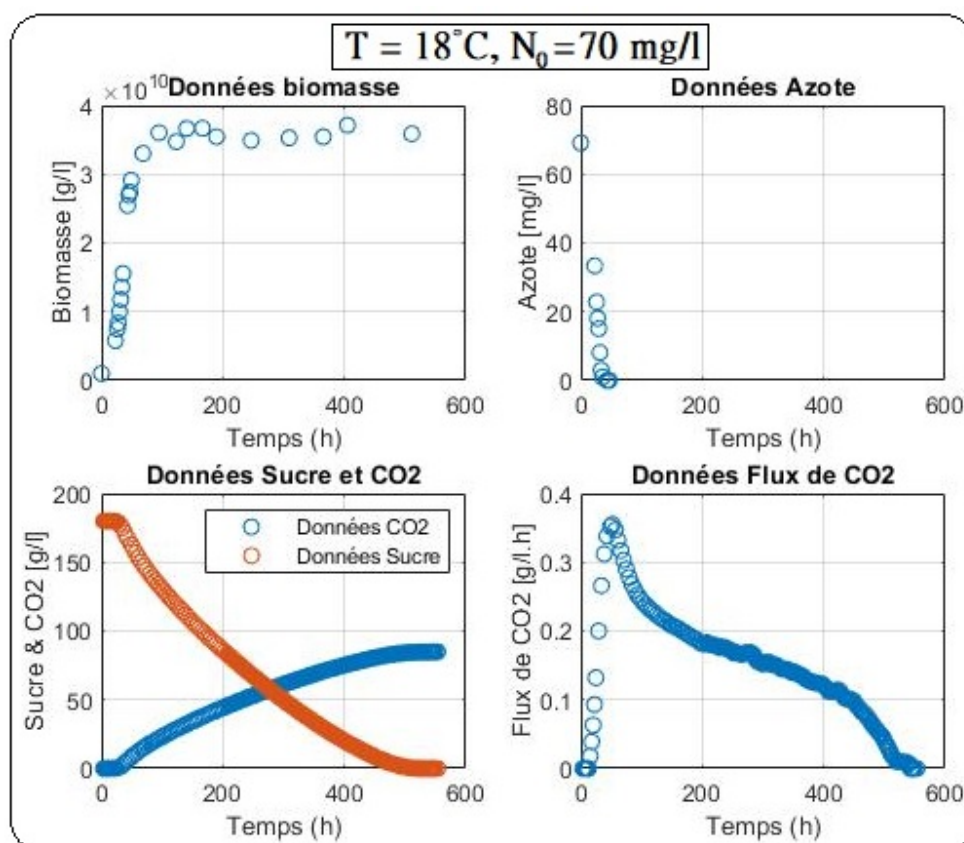 T = 18°C, N₀=70 mg/l
× 10¹⁰
Données biomasse
4
3
2
1
0
Biomasse [g/l]
0 200 400 600
Temps (h)
Données Azote
80
60
40
20
0
Azote [mg/l]
0 200 400 600
Temps (h)
Données Sucre et CO2
200
150
100
50
0
Sucre & CO2 [g/l]
Données CO2
Données Sucre
0 200 400 600
Temps (h)
Données Flux de CO2
0.4
0.3
0.2
0.1
0
Flux de CO2 [g/l.h]
0 200 400 600
Temps (h)